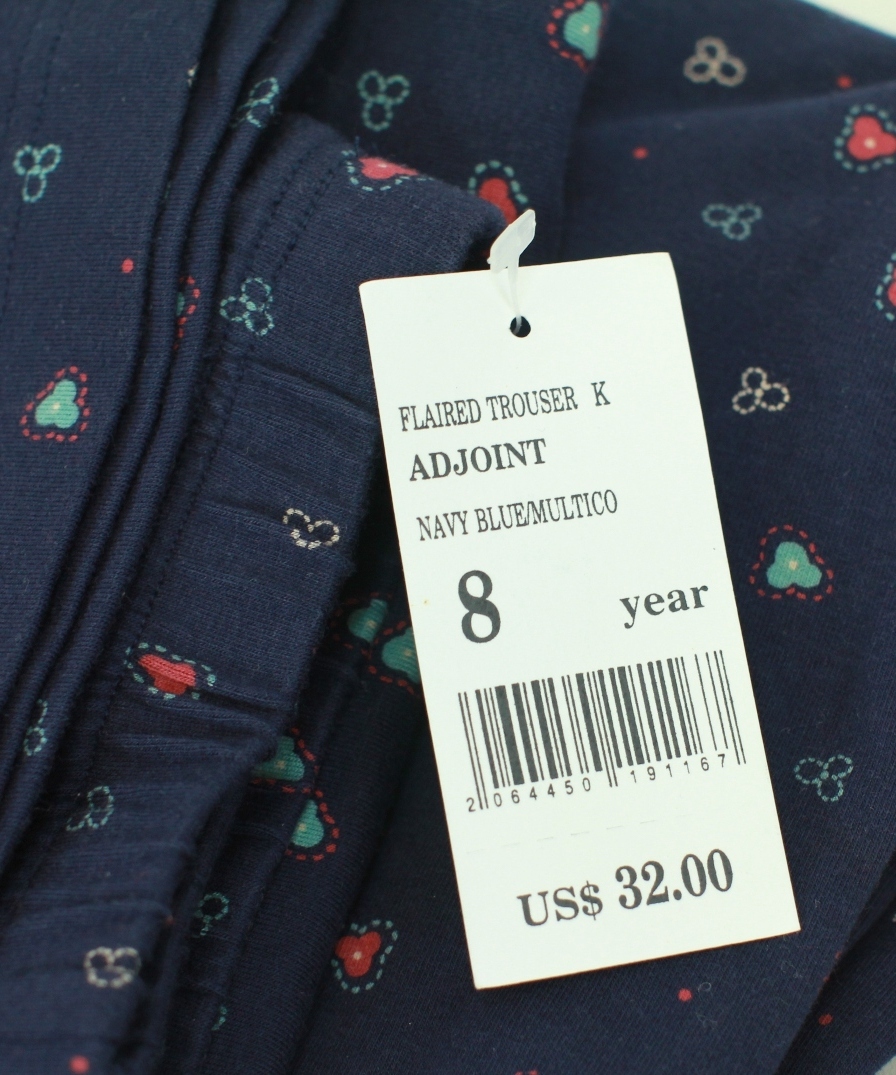 FLAIRED TROUSER K
ADJOINT
NAVY BLUE/MULTICO
8 year
2 064450 191167
US$ 32.00